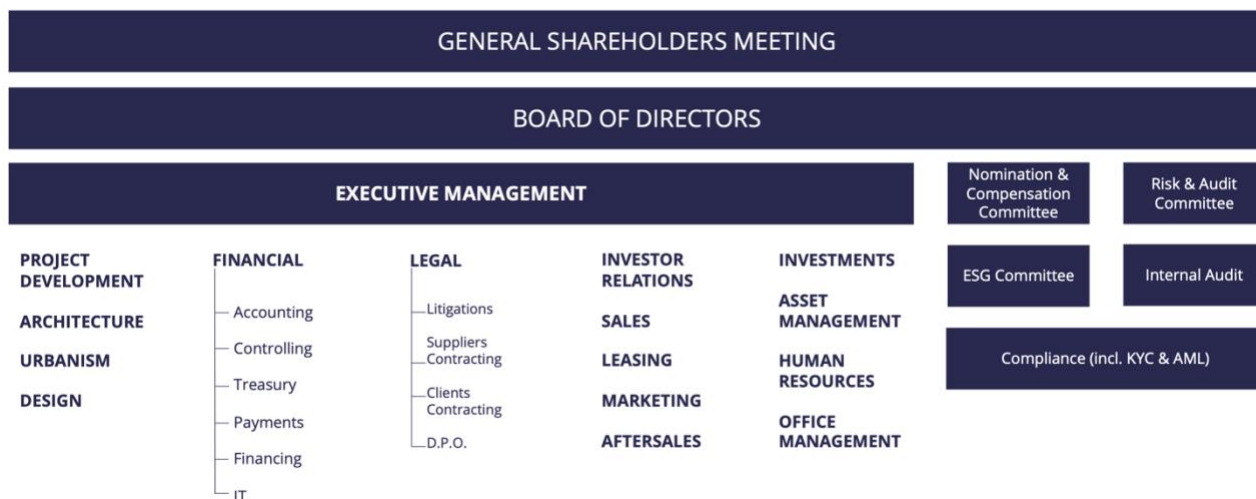 GENERAL SHAREHOLDERS MEETING
BOARD OF DIRECTORS
EXECUTIVE MANAGEMENT
Nomination &
Compensation
Committee
Risk & Audit
Committee
ESG Committee
Internal Audit
Compliance (incl. KYC & AML)
PROJECT
DEVELOPMENT
ARCHITECTURE
URBANISM
DESIGN
FINANCIAL
Accounting
Controlling
Treasury
Payments
Financing
IT
LEGAL
Litigations
Suppliers
Contracting
Clients
Contracting
D.P.O.
INVESTOR
RELATIONS
SALES
LEASING
MARKETING
AFTERSALES
INVESTMENTS
ASSET
MANAGEMENT
HUMAN
RESOURCES
OFFICE
MANAGEMENT